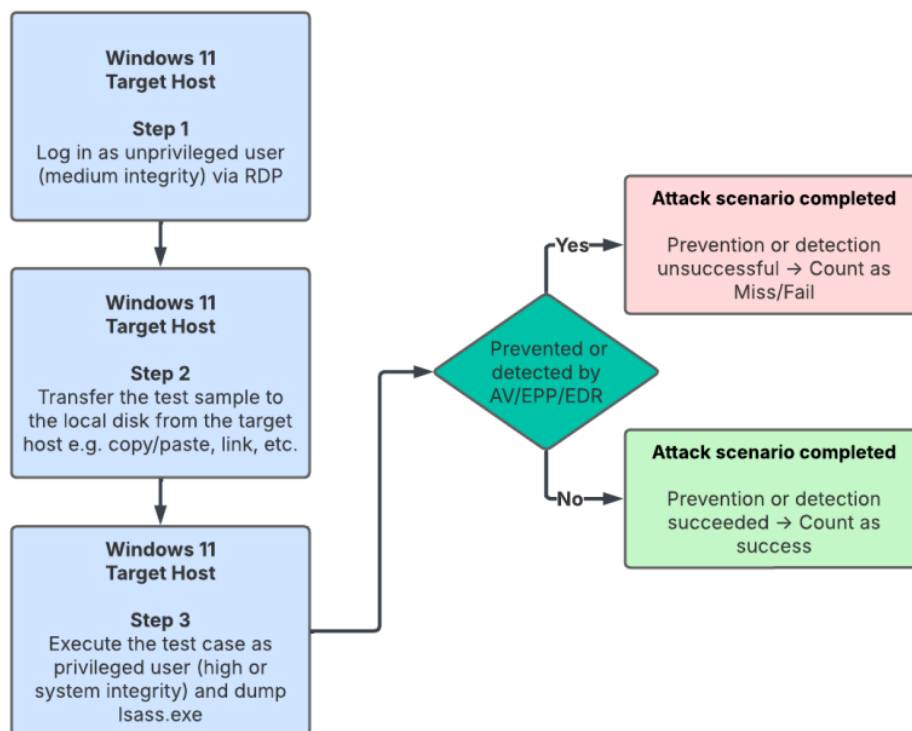 Windows 11
Target Host
Step 1
Log in as unprivileged user
(medium integrity) via RDP
Windows 11
Target Host
Step 2
Transfer the test sample to
the local disk from the target
host e.g. copy/paste, link, etc.
Windows 11
Target Host
Step 3
Execute the test case as
privileged user (high or
system integrity) and dump
lsass.exe
Prevented or
detected by
AV/EPP/EDR
Yes
Attack scenario completed
Prevention or detection
unsuccessful → Count as
Miss/Fail
No
Attack scenario completed
Prevention or detection
succeeded → Count as
success